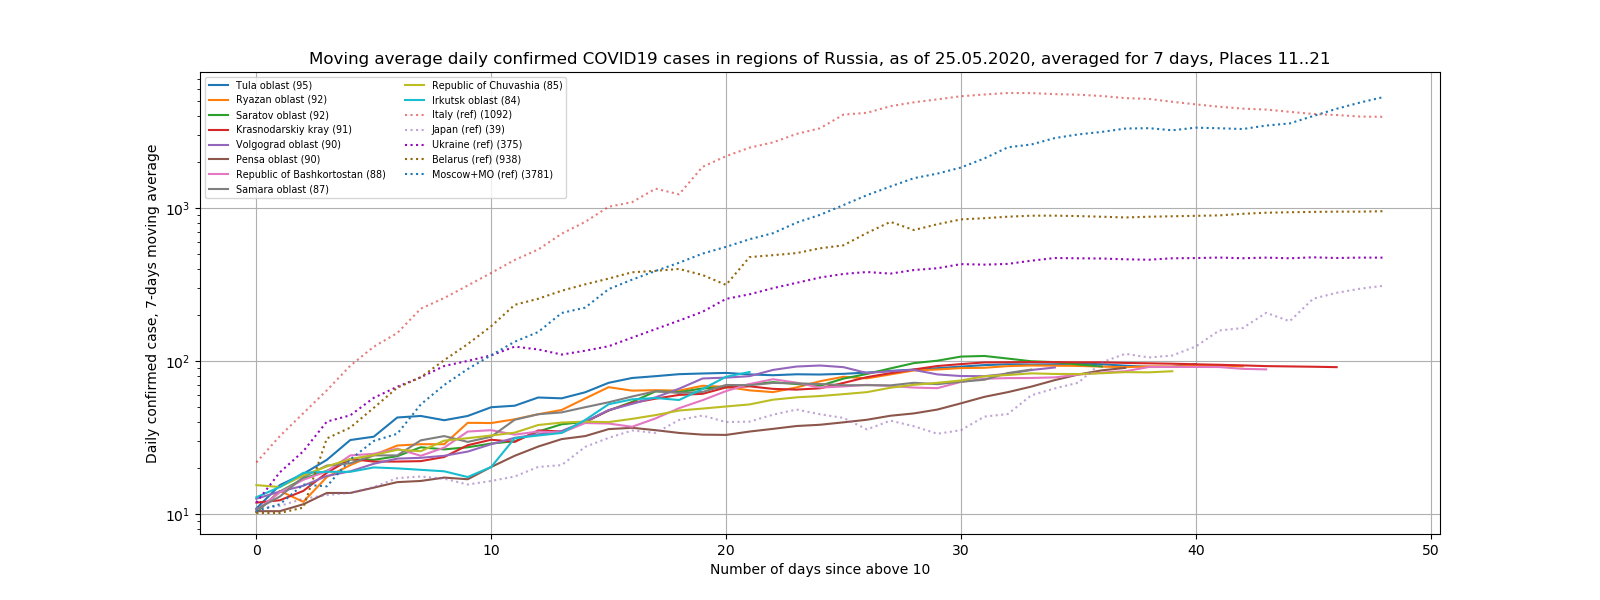 Moving average daily confirmed COVID19 cases in regions of Russia, as of 25.05.2020, averaged for 7 days, Places 11..21
Tula oblast (95)
Ryazan oblast (92)
Saratov oblast (92)
Krasnodarskiy kray (91)
Volgograd oblast (90)
Pensa oblast (90)
Republic of Bashkortostan (88)
Samara oblast (87)
Republic of Chuvashia (85)
Irkutsk oblast (84)
Italy (ref) (1092)
Japan (ref) (39)
Ukraine (ref) (375)
Belarus (ref) (938)
Moscow+MO (ref) (3781)
Daily confirmed case, 7-days moving average
10³
10²
10¹
0 10 20 30 40 50
Number of days since above 10